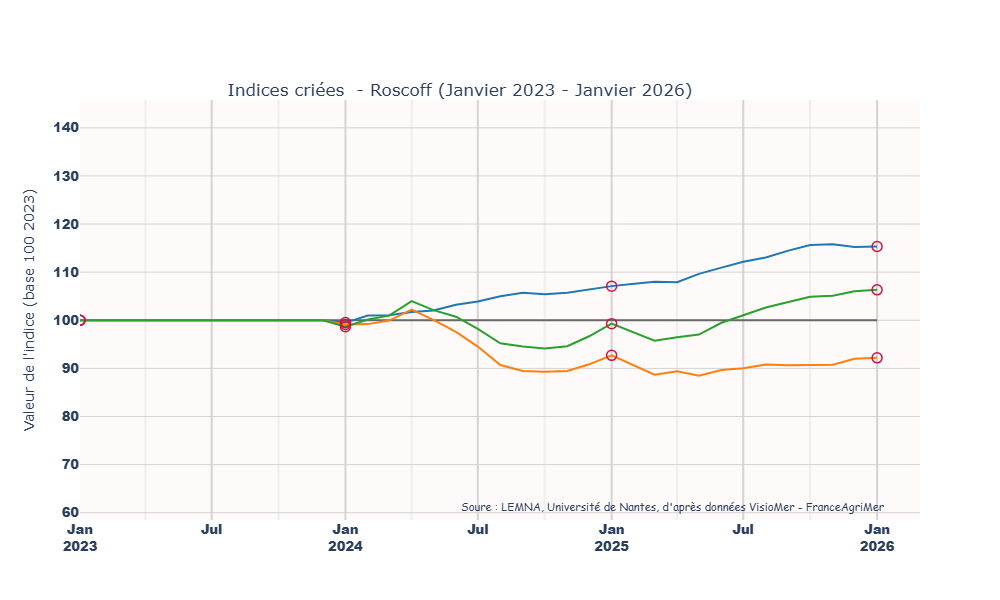 Indices criées  - Roscoff (Janvier 2023 - Janvier 2026)
Valeur de l'indice (base 100 2023)
140
130
120
110
100
90
80
70
60
Soure : LEMNA, Université de Nantes, d'après données VisioMer - FranceAgriMer
Jan Jul Jan Jul Jan Jul Jan
2023 2024 2025 2026